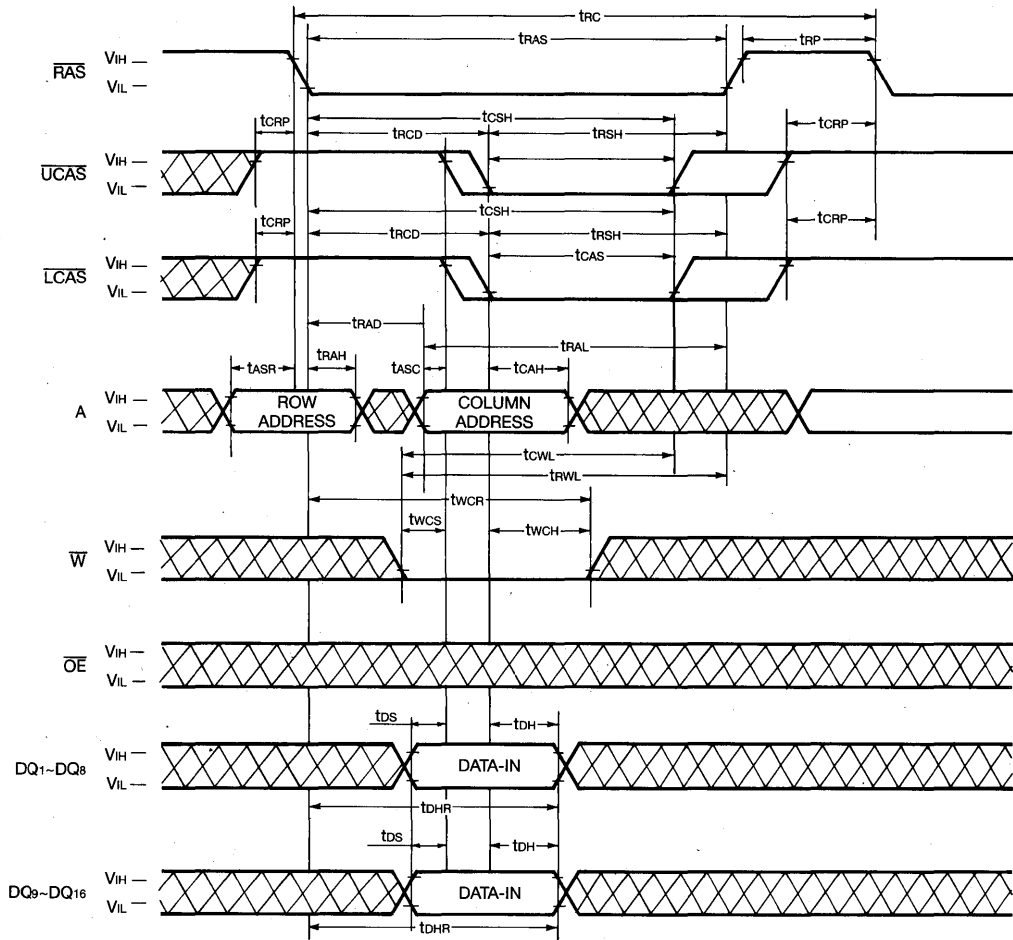 tRC
tRAS
tRP
RAS
VIH
VIL
tCSH
tCRP
tRCD
tRSH
tCRP
UCAS
VIH
VIL
tCSH
tCRP
tRCD
tRSH
tCRP
tCAS
LCAS
VIH
VIL
tRAD
tRAL
tASR
tRAH
tASC
tCAH
A
VIH
VIL
ROW
ADDRESS
COLUMN
ADDRESS
tCWL
tRWL
tWCR
tWCS
tWCH
W
VIH
VIL
OE
VIH
VIL
tDS
tDH
DQ1~DQ8
VIH
VIL
DATA-IN
tDHR
tDS
tDH
DQ9~DQ16
VIH
VIL
DATA-IN
tDHR